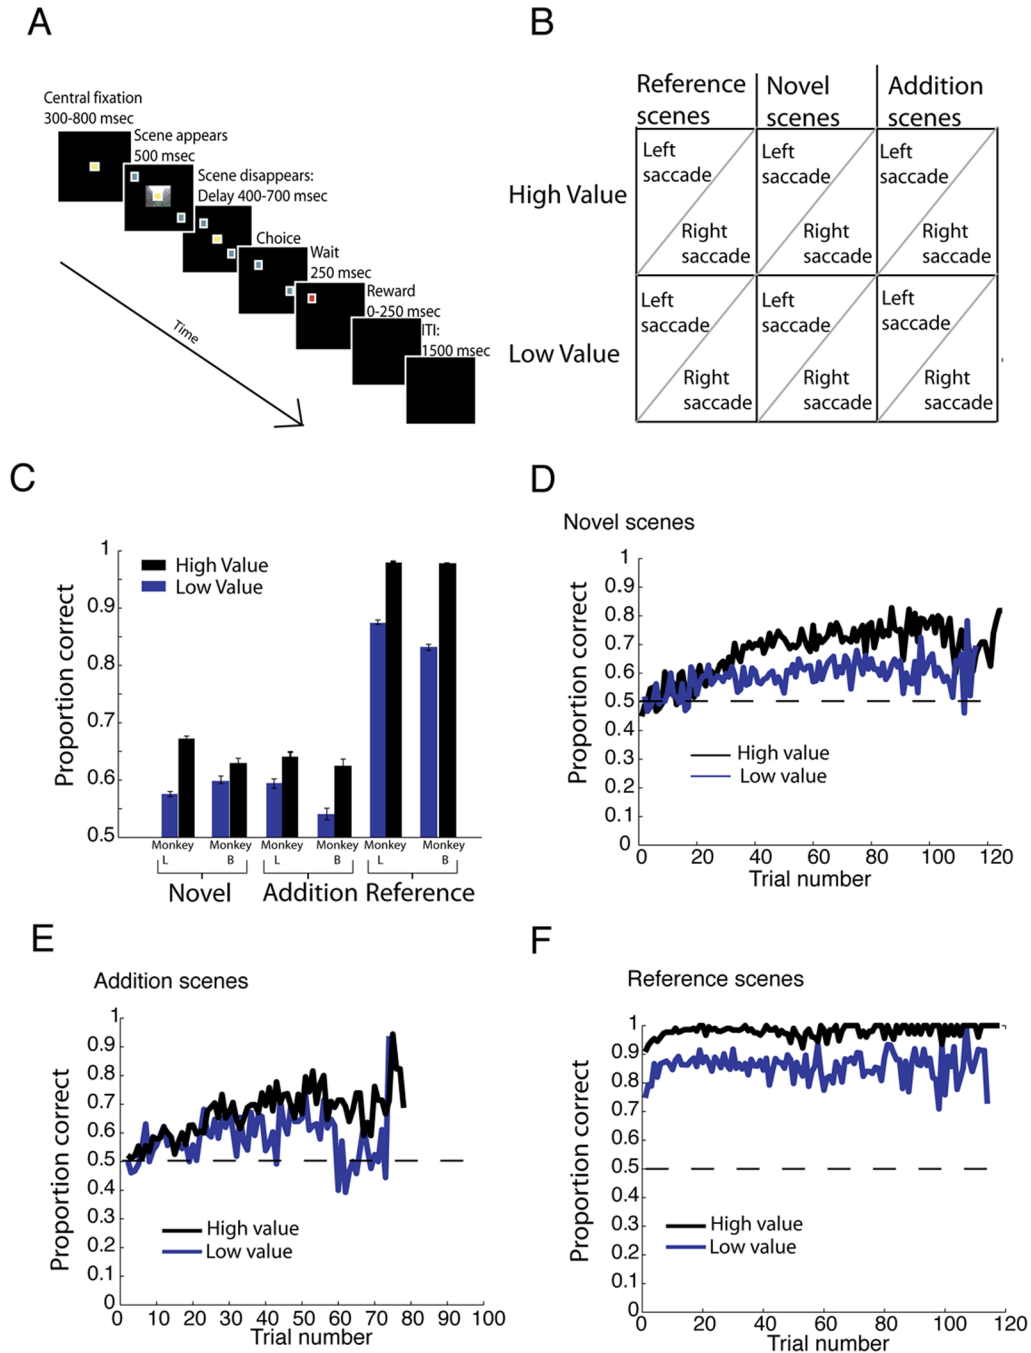 A
Central fixation
300-800 msec
Scene appears
500 msec
Scene disappears:
Delay 400-700 msec
Choice
Wait
250 msec
Reward
0-250 msec
ITI:
1500 msec
Time
B
Reference
scenes
Novel
scenes
Addition
scenes
High Value
Left
saccade
Right
saccade
Left
saccade
Right
saccade
Left
saccade
Right
saccade
Low Value
Left
saccade
Right
saccade
Left
saccade
Right
saccade
Left
saccade
Right
saccade
C
Proportion correct
1
0.9
0.8
0.7
0.6
0.5
High Value
Low Value
Monkey
L
Monkey
B
Monkey
L
Monkey
B
Monkey
L
Monkey
B
Novel
Addition
Reference
D
Novel scenes
Proportion correct
1
0.9
0.8
0.7
0.6
0.5
0.4
0.3
0.2
0.1
0
High value
Low value
0 20 40 60 80 100 120
Trial number
E
Addition scenes
Proportion correct
1
0.9
0.8
0.7
0.6
0.5
0.4
0.3
0.2
0.1
0
High value
Low value
0 10 20 30 40 50 60 70 80 90 100
Trial number
F
Reference scenes
Proportion correct
1
0.9
0.8
0.7
0.6
0.5
0.4
0.3
0.2
0.1
0
High value
Low value
0 20 40 60 80 100 120
Trial number